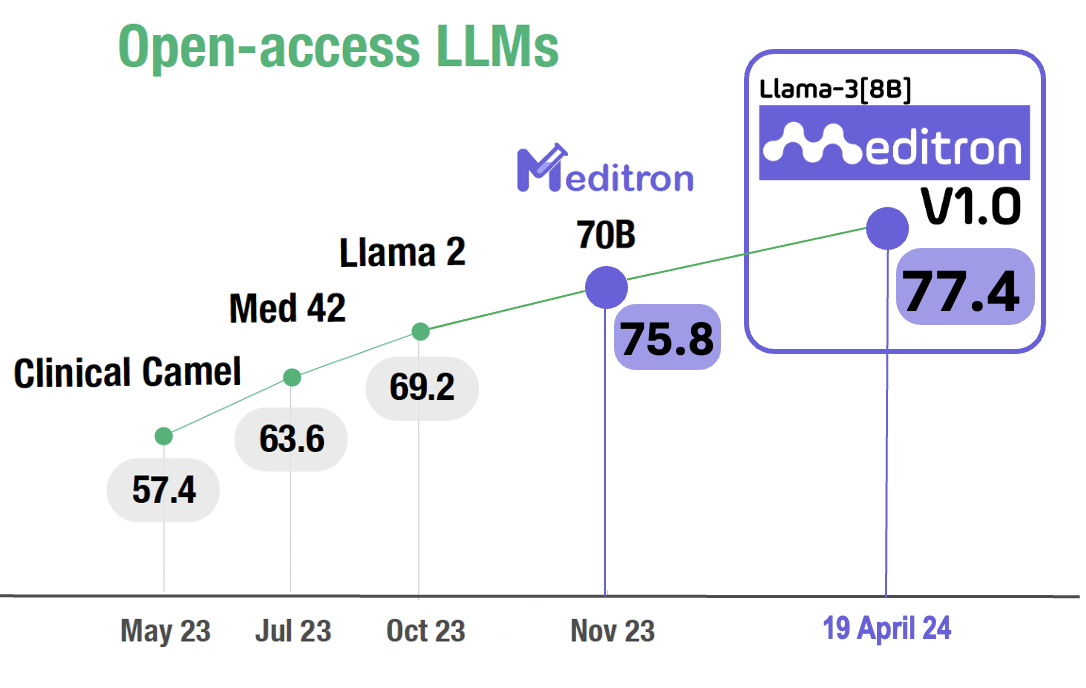 Open-access LLMs
Llama-3[8B]
Meditron
V1.0
77.4
Meditron
70B
75.8
Llama 2
69.2
Med 42
63.6
Clinical Camel
57.4
May 23
Jul 23
Oct 23
Nov 23
19 April 24